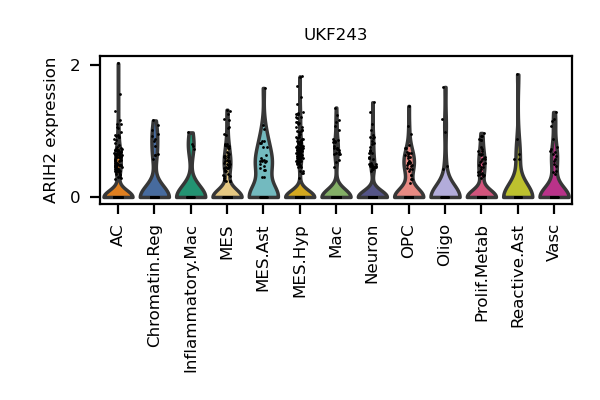 UKF243
ARIH2 expression
2
0
AC
Chromatin.Reg
Inflammatory.Mac
MES
MES.Ast
MES.Hyp
Mac
Neuron
OPC
Oligo
Prolif.Metab
Reactive.Ast
Vasc